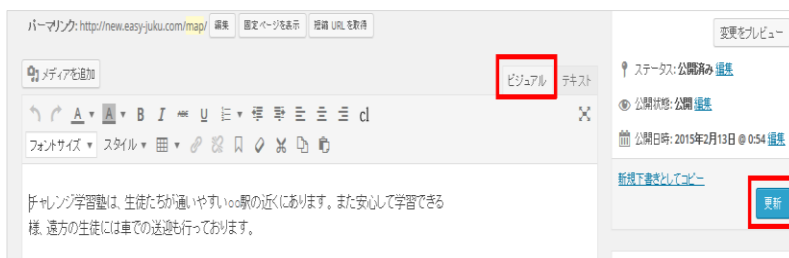 パーマリンク: http://new.easy-juku.com/map/ 編集 固定ページを表示 短縮 URL を取得
メディアを追加
ビジュアル テキスト
A A B I ABC U cl
フォントサイズ スタイル
チャレンジ学習塾は、生徒たちが通いやすい○○駅の近くにあります。また安心して学習できる
様、遠方の生徒には車での送迎も行っております。
変更をプレビュー
ステータス: 公開済み 編集
公開状態: 公開 編集
公開日時: 2015年2月13日 @ 0:54 編集
新規下書きとしてコピー
更新